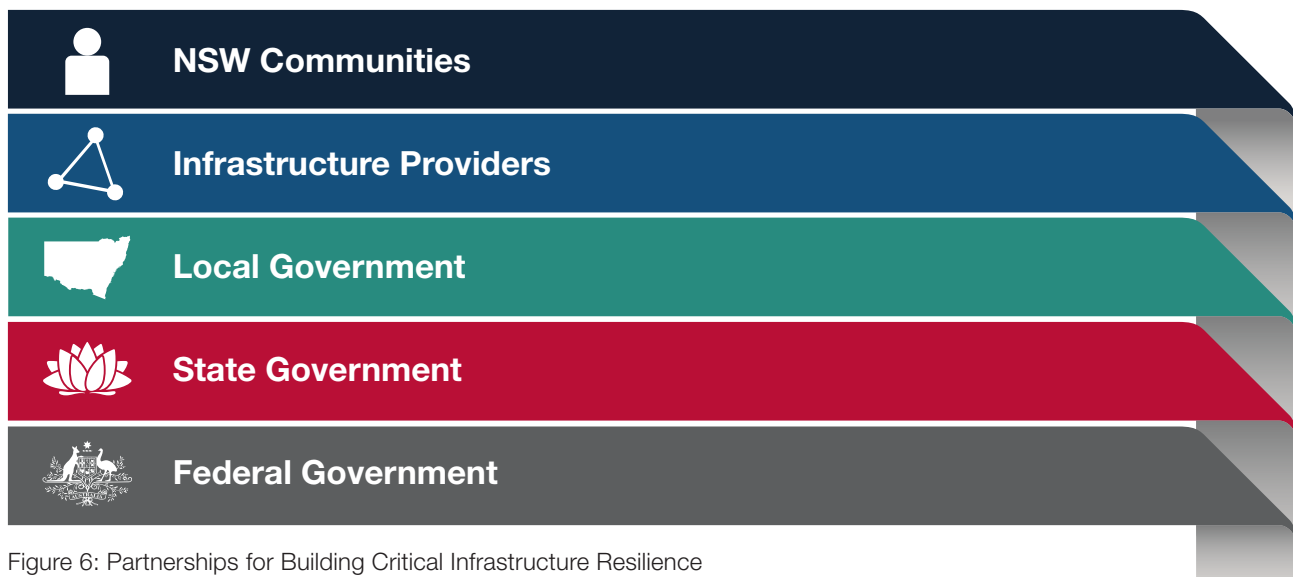 NSW Communities
Infrastructure Providers
Local Government
State Government
Federal Government
Figure 6: Partnerships for Building Critical Infrastructure Resilience